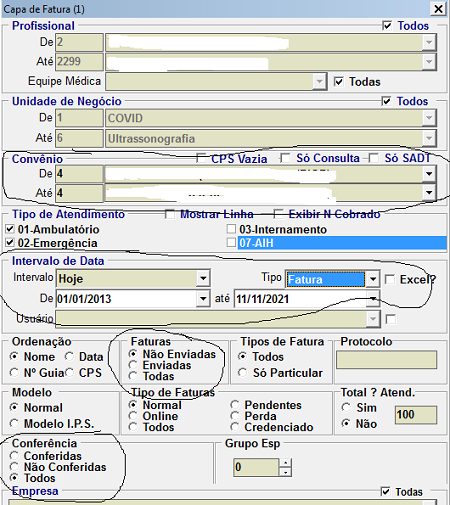 Capa de Fatura (1)
Profissional Todos
De 2
Até 2299
Equipe Médica Todas
Unidade de Negócio Todos
De 1 COVID
Até 6 Ultrassonografia
Convênio CPS Vazia Só Consulta Só SADT
De 4
Até 4
Tipo de Atendimento Mostrar Linha Exibir N Cobrado
01-Ambulatório 03-Internamento
02-Emergência 07-AIH
Intervalo de Data
Intervalo Hoje Tipo Fatura Excel?
De 01/01/2013 até 11/11/2021
Usuário
Ordenação Faturas Tipos de Fatura Protocolo
Nome Data Não Enviadas Todos
Nº Guia CPS Enviadas Só Particular
Todas
Modelo Tipo de Faturas Total ? Atend.
Normal Normal Pendentes Sim 100
Modelo I.P.S. Online Perda Não
Todos Credenciado
Conferência Grupo Esp
Conferidas
Não Conferidas 0
Todos
Empresa Todas